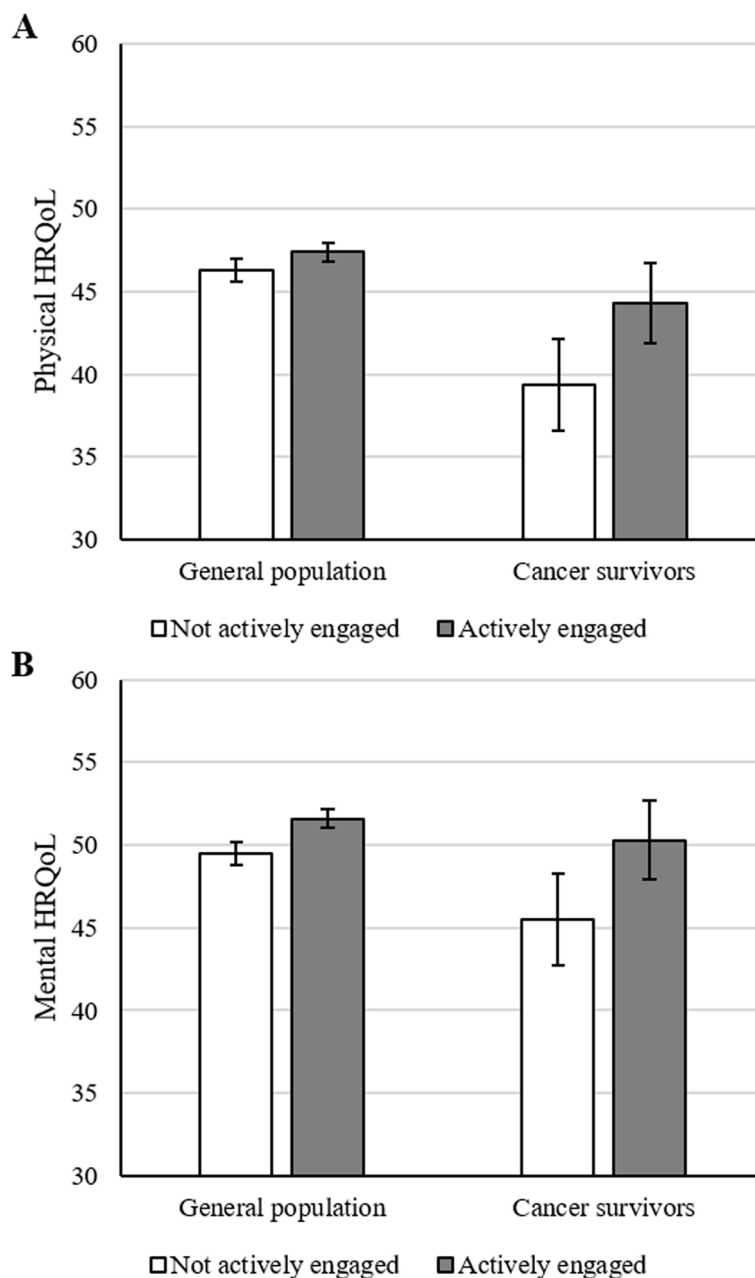 A
60
55
50
45
40
35
30
Physical HRQoL
General population Cancer survivors
Not actively engaged Actively engaged
B
60
55
50
45
40
35
30
Mental HRQoL
General population Cancer survivors
Not actively engaged Actively engaged